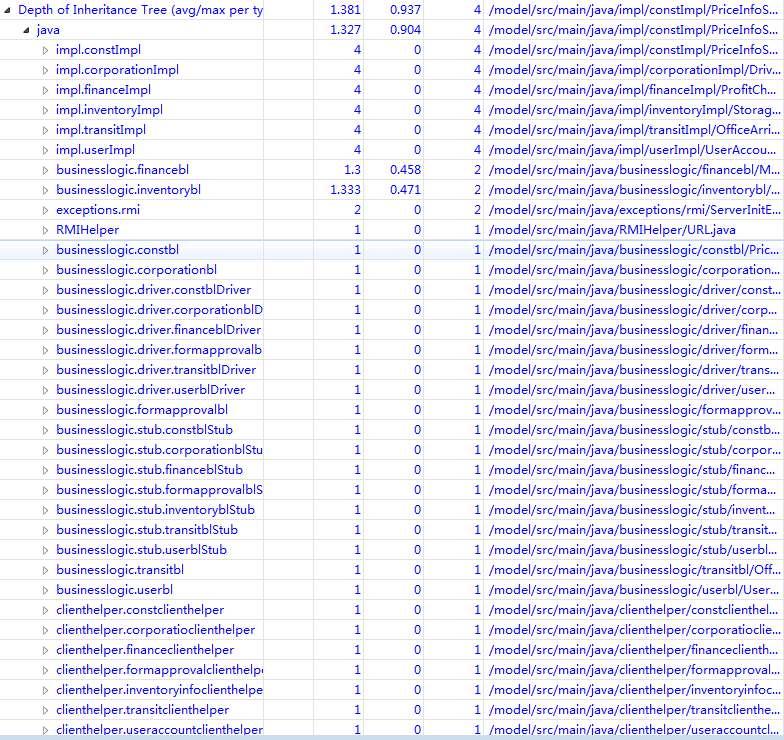 Depth of Inheritance Tree (avg/max per ty 1.381 0.937 4 /model/src/main/java/impl/constImpl/PriceInfoS...
java 1.327 0.904 4 /model/src/main/java/impl/constImpl/PriceInfoS...
impl.constImpl 4 0 4 /model/src/main/java/impl/constImpl/PriceInfoS...
impl.corporationImpl 4 0 4 /model/src/main/java/impl/corporationImpl/Driv...
impl.financeImpl 4 0 4 /model/src/main/java/impl/financeImpl/ProfitCh...
impl.inventoryImpl 4 0 4 /model/src/main/java/impl/inventoryImpl/Storag...
impl.transitImpl 4 0 4 /model/src/main/java/impl/transitImpl/OfficeArri...
impl.userImpl 4 0 4 /model/src/main/java/impl/userImpl/UserAccou...
businesslogic.financebl 1.3 0.458 2 /model/src/main/java/businesslogic/financebl/M...
businesslogic.inventorybl 1.333 0.471 2 /model/src/main/java/businesslogic/inventorybl/...
exceptions.rmi 2 0 2 /model/src/main/java/exceptions/rmi/ServerInitE...
RMIHelper 1 0 1 /model/src/main/java/RMIHelper/URL.java
businesslogic.constbl 1 0 1 /model/src/main/java/businesslogic/constbl/Pric...
businesslogic.corporationbl 1 0 1 /model/src/main/java/businesslogic/corporation...
businesslogic.driver.constblDriver 1 0 1 /model/src/main/java/businesslogic/driver/const...
businesslogic.driver.corporationblD 1 0 1 /model/src/main/java/businesslogic/driver/corp...
businesslogic.driver.financeblDriver 1 0 1 /model/src/main/java/businesslogic/driver/finan...
businesslogic.driver.formapprovalb 1 0 1 /model/src/main/java/businesslogic/driver/form...
businesslogic.driver.transitblDriver 1 0 1 /model/src/main/java/businesslogic/driver/trans...
businesslogic.driver.userblDriver 1 0 1 /model/src/main/java/businesslogic/driver/user...
businesslogic.formapprovalbl 1 0 1 /model/src/main/java/businesslogic/formapprov...
businesslogic.stub.constblStub 1 0 1 /model/src/main/java/businesslogic/stub/constb...
businesslogic.stub.corporationblStu 1 0 1 /model/src/main/java/businesslogic/stub/corpor...
businesslogic.stub.financeblStub 1 0 1 /model/src/main/java/businesslogic/stub/financ...
businesslogic.stub.formapprovalblS 1 0 1 /model/src/main/java/businesslogic/stub/forma...
businesslogic.stub.inventoryblStub 1 0 1 /model/src/main/java/businesslogic/stub/invent...
businesslogic.stub.transitblStub 1 0 1 /model/src/main/java/businesslogic/stub/transit...
businesslogic.stub.userblStub 1 0 1 /model/src/main/java/businesslogic/stub/userbl...
businesslogic.transitbl 1 0 1 /model/src/main/java/businesslogic/transitbl/Off...
businesslogic.userbl 1 0 1 /model/src/main/java/businesslogic/userbl/User...
clienthelper.constclienthelper 1 0 1 /model/src/main/java/clienthelper/constclienthel...
clienthelper.corporatioclienthelper 1 0 1 /model/src/main/java/clienthelper/corporatioclie...
clienthelper.financeclienthelper 1 0 1 /model/src/main/java/clienthelper/financeclienth...
clienthelper.formapprovalclienthelpe 1 0 1 /model/src/main/java/clienthelper/formapproval...
clienthelper.inventoryinfoclienthelpe 1 0 1 /model/src/main/java/clienthelper/inventoryinfoc...
clienthelper.transitclienthelper 1 0 1 /model/src/main/java/clienthelper/transitclienthe...
clienthelper.useraccountclienthelper 1 0 1 /model/src/main/java/clienthelper/useraccountcl...